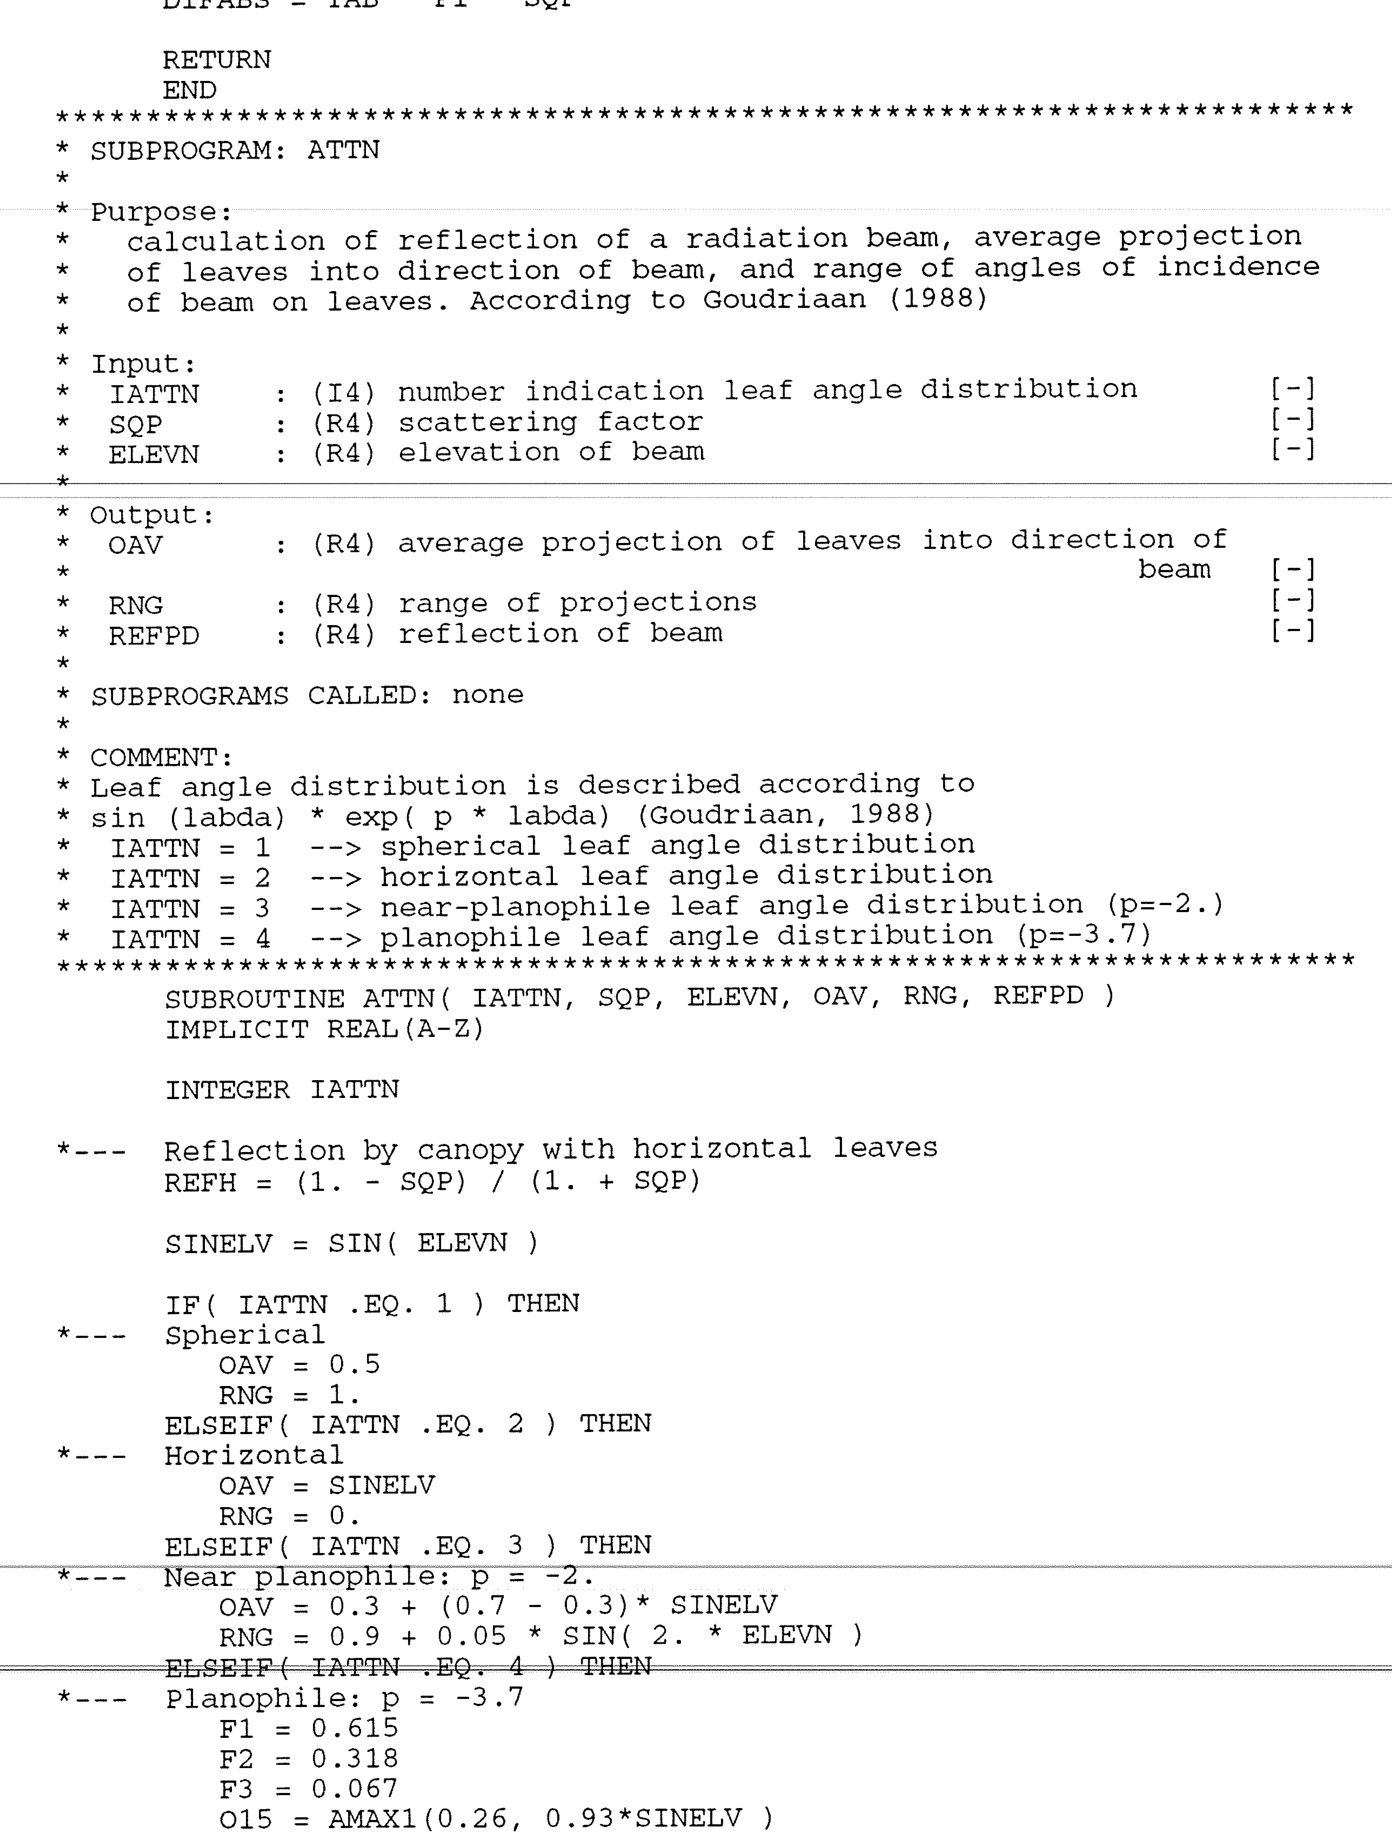 DIFABS = IAB * F1 * SQP
RETURN
END
************************************************************************
* SUBPROGRAM: ATTN
*
* Purpose:
*   calculation of reflection of a radiation beam, average projection
*   of leaves into direction of beam, and range of angles of incidence
*   of beam on leaves. According to Goudriaan (1988)
*
* Input:
*  IATTN    : (I4) number indication leaf angle distribution       [-]
*  SQP      : (R4) scattering factor                               [-]
*  ELEVN    : (R4) elevation of beam                               [-]
*
* Output:
*  OAV      : (R4) average projection of leaves into direction of
*                                                           beam   [-]
*  RNG      : (R4) range of projections                            [-]
*  REFPD    : (R4) reflection of beam                              [-]
*
* SUBPROGRAMS CALLED: none
*
* COMMENT:
* Leaf angle distribution is described according to
* sin (labda) * exp( p * labda) (Goudriaan, 1988)
*  IATTN = 1  --> spherical leaf angle distribution
*  IATTN = 2  --> horizontal leaf angle distribution
*  IATTN = 3  --> near-planophile leaf angle distribution (p=-2.)
*  IATTN = 4  --> planophile leaf angle distribution (p=-3.7)
************************************************************************
      SUBROUTINE ATTN( IATTN, SQP, ELEVN, OAV, RNG, REFPD )
      IMPLICIT REAL(A-Z)
      INTEGER IATTN
*---  Reflection by canopy with horizontal leaves
      REFH = (1. - SQP) / (1. + SQP)
      SINELV = SIN( ELEVN )
      IF( IATTN .EQ. 1 ) THEN
*---  Spherical
         OAV = 0.5
         RNG = 1.
      ELSEIF( IATTN .EQ. 2 ) THEN
*---  Horizontal
         OAV = SINELV
         RNG = 0.
      ELSEIF( IATTN .EQ. 3 ) THEN
*---  Near planophile: p = -2.
         OAV = 0.3 + (0.7 - 0.3)* SINELV
         RNG = 0.9 + 0.05 * SIN( 2. * ELEVN )
      ELSEIF( IATTN .EQ. 4 ) THEN
*---  Planophile: p = -3.7
         F1 = 0.615
         F2 = 0.318
         F3 = 0.067
         O15 = AMAX1(0.26, 0.93*SINELV )